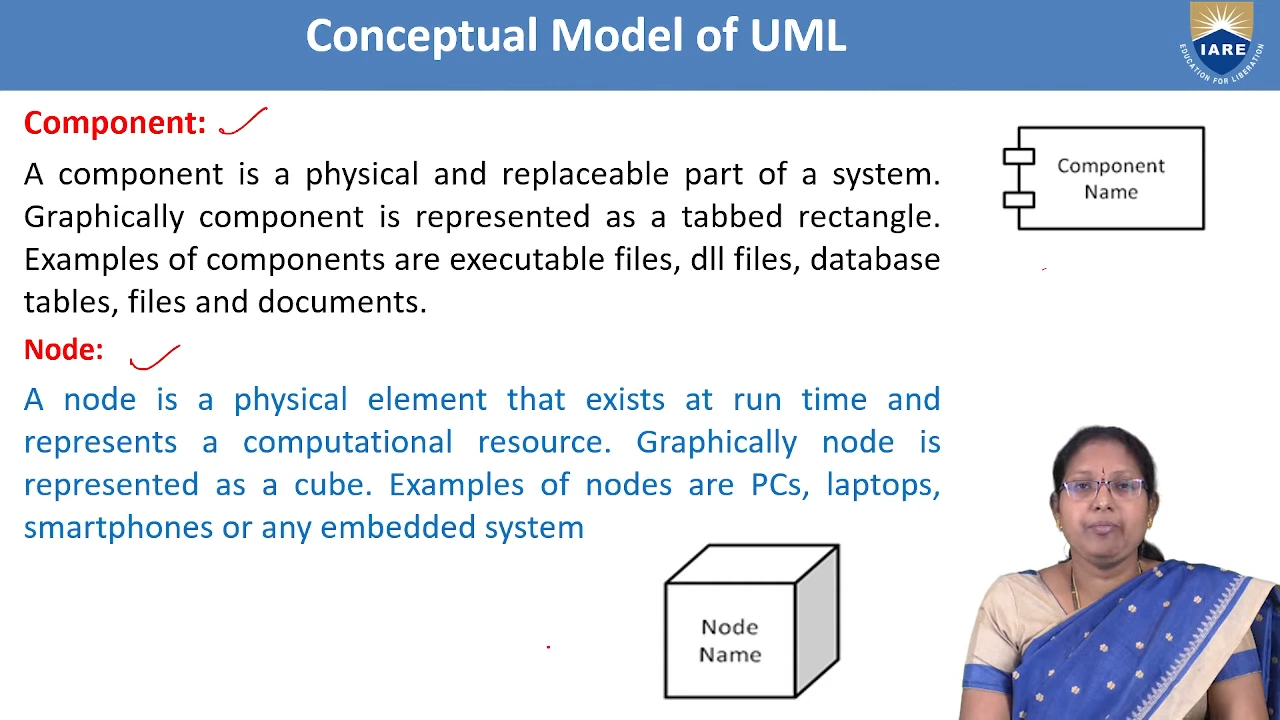 Conceptual Model of UML
IARE
EDUCATION FOR LIBERATION
Component:
A component is a physical and replaceable part of a system.
Graphically component is represented as a tabbed rectangle.
Examples of components are executable files, dll files, database
tables, files and documents.
Component
Name
Node:
A node is a physical element that exists at run time and
represents a computational resource. Graphically node is
represented as a cube. Examples of nodes are PCs, laptops,
smartphones or any embedded system
Node
Name